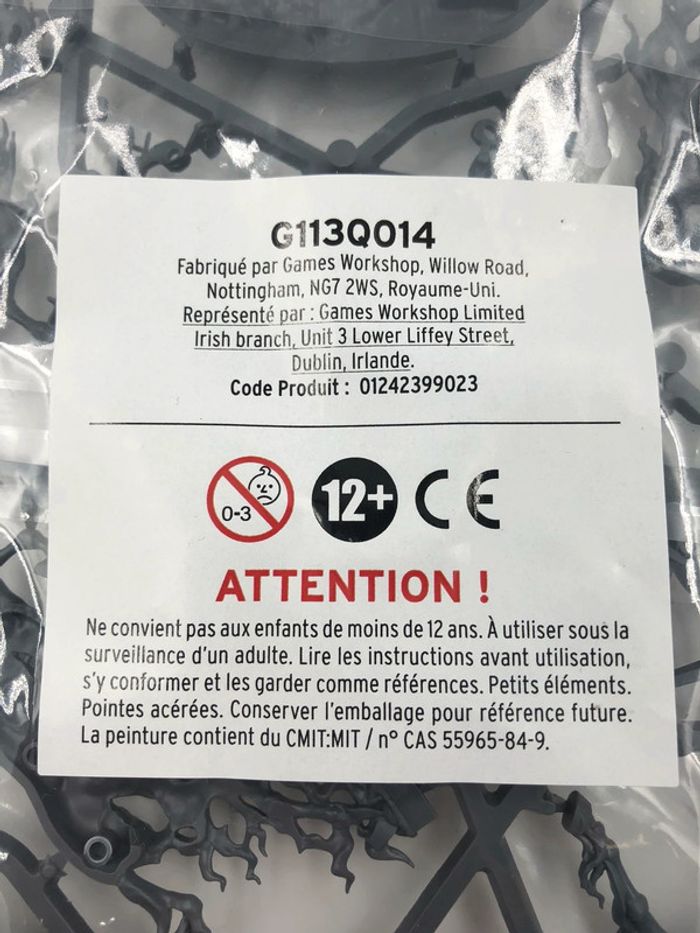 G113Q014
Fabriqué par Games Workshop, Willow Road,
Nottingham, NG7 2WS, Royaume-Uni.
Représenté par : Games Workshop Limited
Irish branch, Unit 3 Lower Liffey Street,
Dublin, Irlande.
Code Produit : 01242399023
0-3 12+ CE
ATTENTION !
Ne convient pas aux enfants de moins de 12 ans. À utiliser sous la
surveillance d'un adulte. Lire les instructions avant utilisation,
s'y conformer et les garder comme références. Petits éléments.
Pointes acérées. Conserver l'emballage pour référence future.
La peinture contient du CMIT:MIT / n° CAS 55965-84-9.